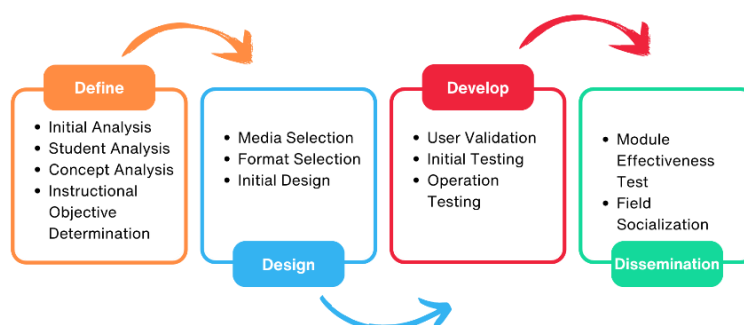 Define
• Initial Analysis
• Student Analysis
• Concept Analysis
• Instructional
Objective
Determination
• Media Selection
• Format Selection
• Initial Design
Design
Develop
• User Validation
• Initial Testing
• Operation
Testing
• Module
Effectiveness
Test
• Field
Socialization
Dissemination